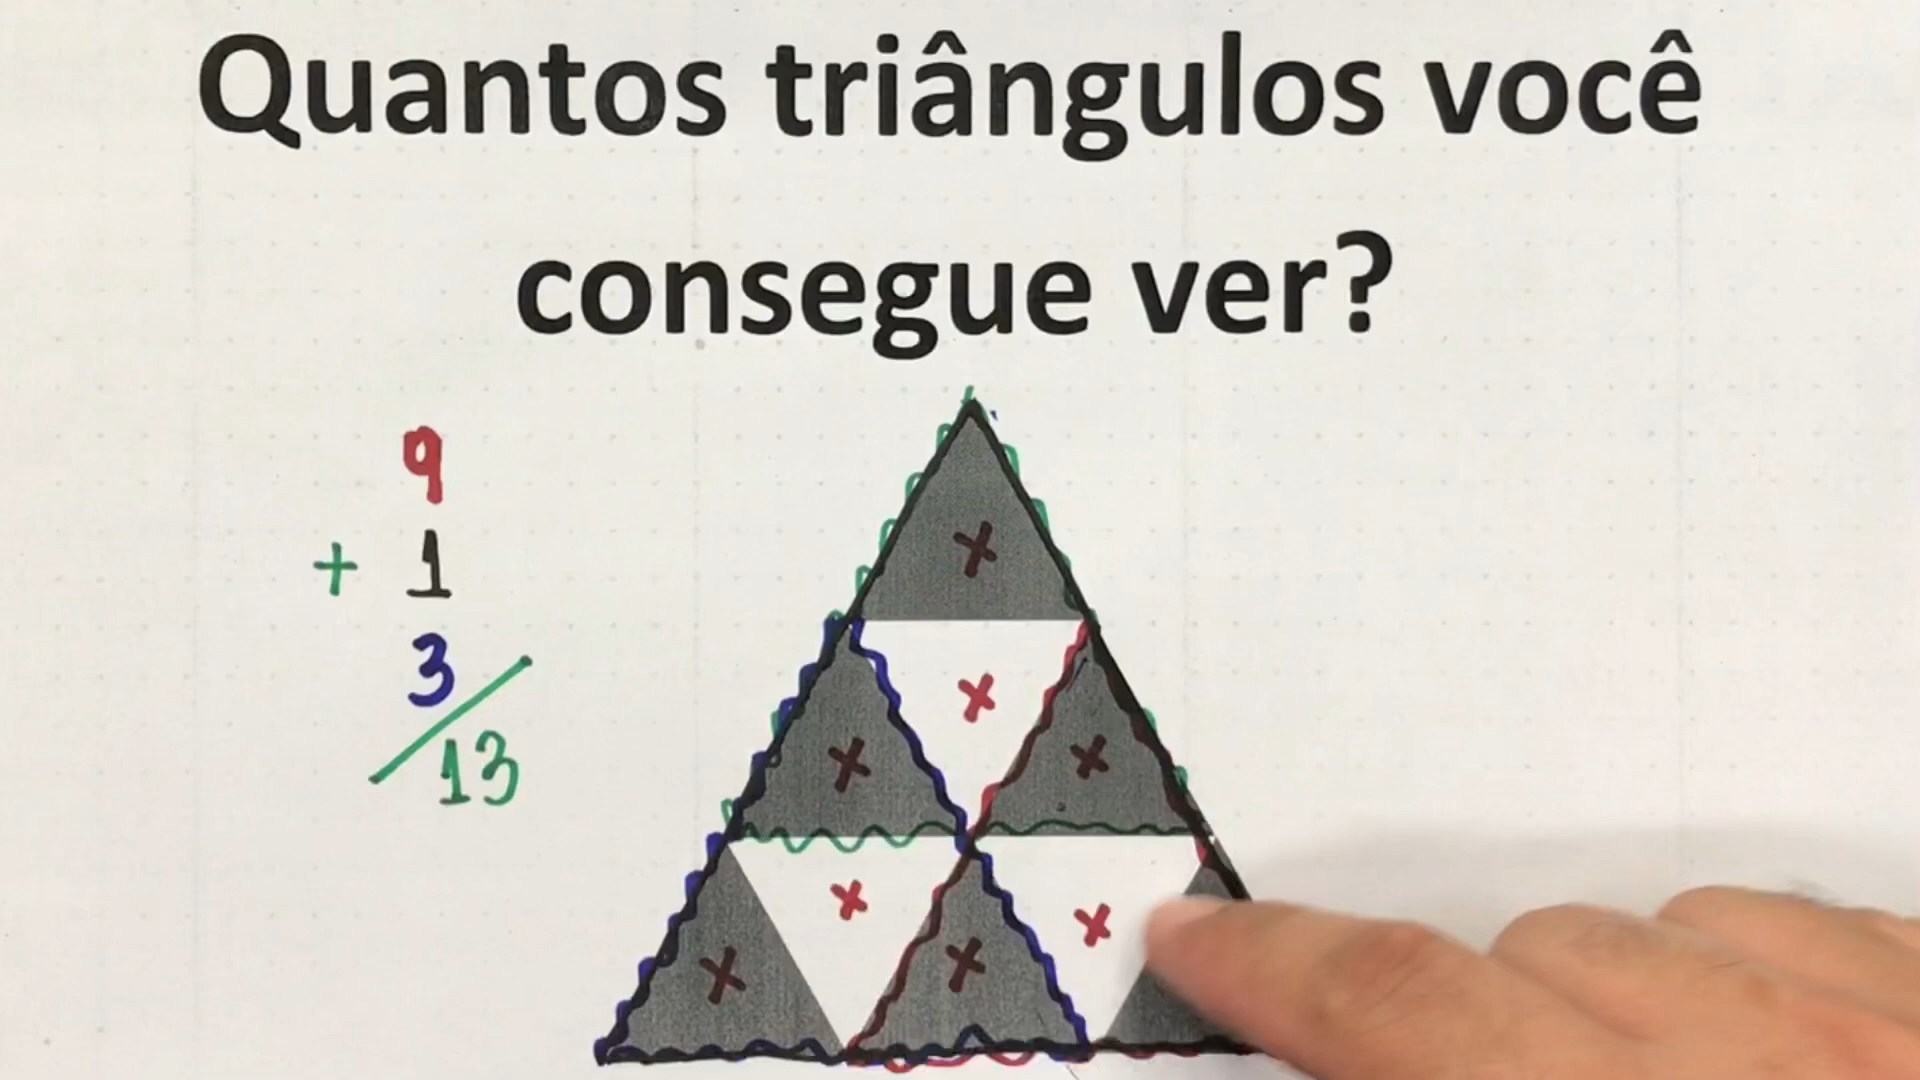 Quantos triângulos você
consegue ver?
9
+ 1
3
13
x
x
x
x
x
x
x
x